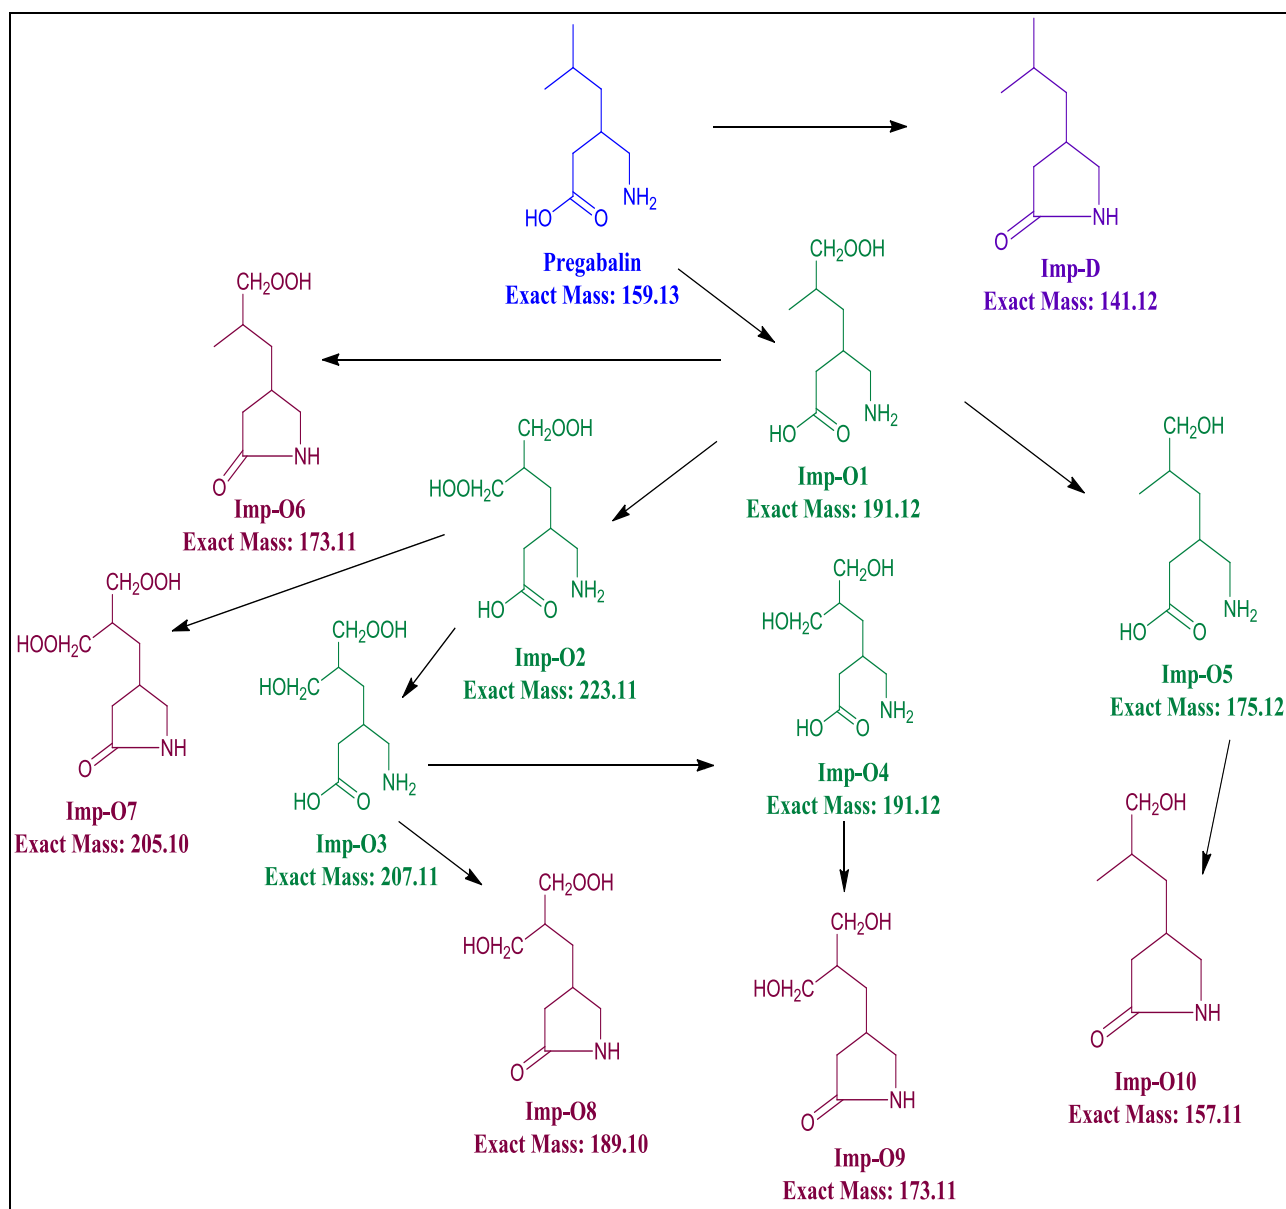 HO
O
NH2
Pregabalin
Exact Mass: 159.13
O
NH
Imp-D
Exact Mass: 141.12
CH2OOH
HO
O
NH2
Imp-O1
Exact Mass: 191.12
CH2OOH
O
NH
Imp-O6
Exact Mass: 173.11
CH2OOH
HOOH2C
HO
O
NH2
Imp-O2
Exact Mass: 223.11
CH2OH
HO
O
NH2
Imp-O5
Exact Mass: 175.12
CH2OOH
HOOH2C
O
NH
Imp-O7
Exact Mass: 205.10
CH2OOH
HOH2C
HO
O
NH2
Imp-O3
Exact Mass: 207.11
CH2OH
HOH2C
HO
O
NH2
Imp-O4
Exact Mass: 191.12
CH2OOH
HOH2C
O
NH
Imp-O8
Exact Mass: 189.10
CH2OH
HOH2C
O
NH
Imp-O9
Exact Mass: 173.11
CH2OH
O
NH
Imp-O10
Exact Mass: 157.11